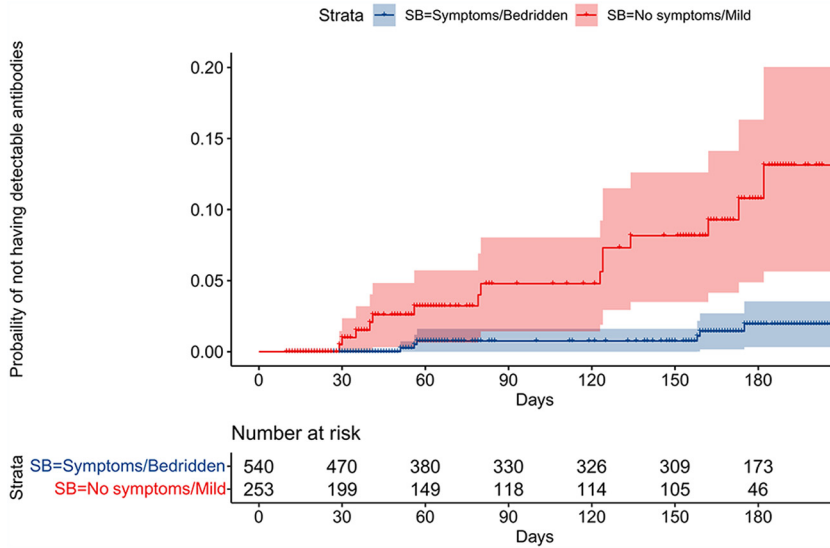 Strata SB=Symptoms/Bedridden SB=No symptoms/Mild
Probaility of not having detectable antibodies
0.20
0.15
0.10
0.05
0.00
0 30 60 90 120 150 180
Days
Number at risk
Strata
SB=Symptoms/Bedridden 540 470 380 330 326 309 173
SB=No symptoms/Mild 253 199 149 118 114 105 46
0 30 60 90 120 150 180
Days